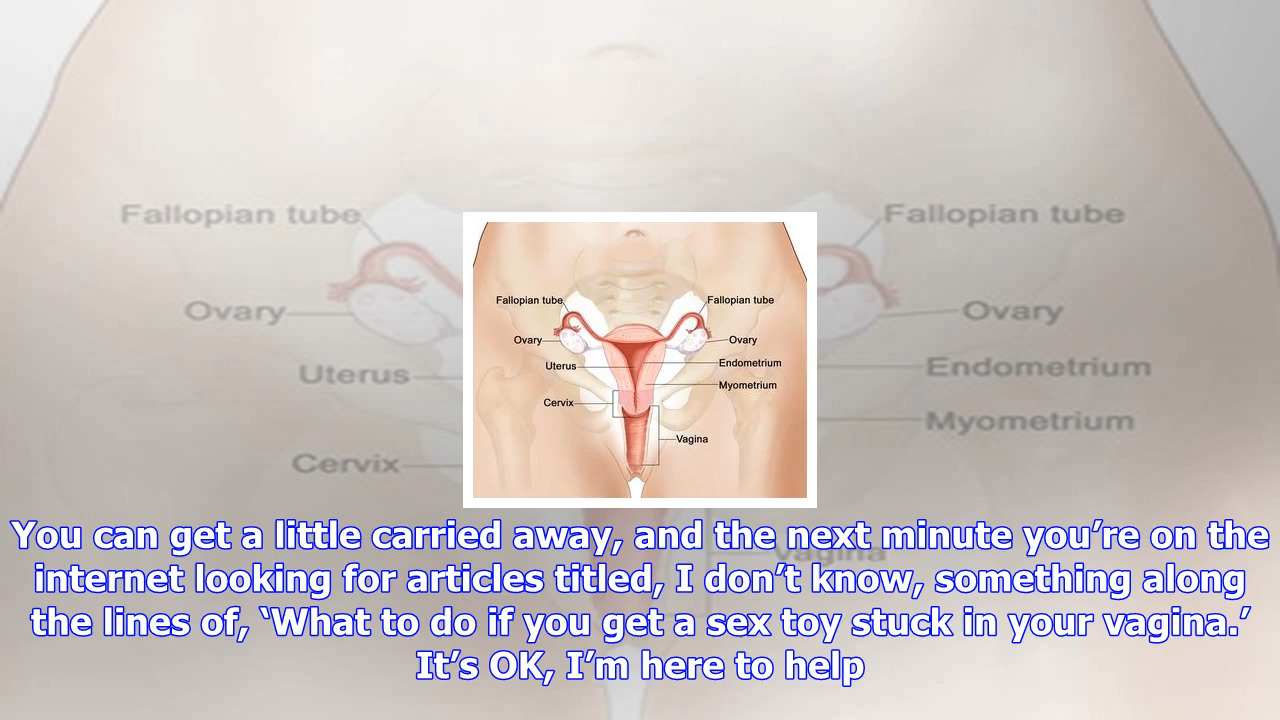 Fallopian tube
Fallopian tube
Ovary
Ovary
Uterus
Endometrium
Myometrium
Cervix
Vagina
Fallopian tube
Fallopian tube
Ovary
Ovary
Uterus
Endometrium
Myometrium
Cervix
Vagina
You can get a little carried away, and the next minute you’re on the
internet looking for articles titled, I don’t know, something along
the lines of, ‘What to do if you get a sex toy stuck in your vagina.’
It’s OK, I’m here to help